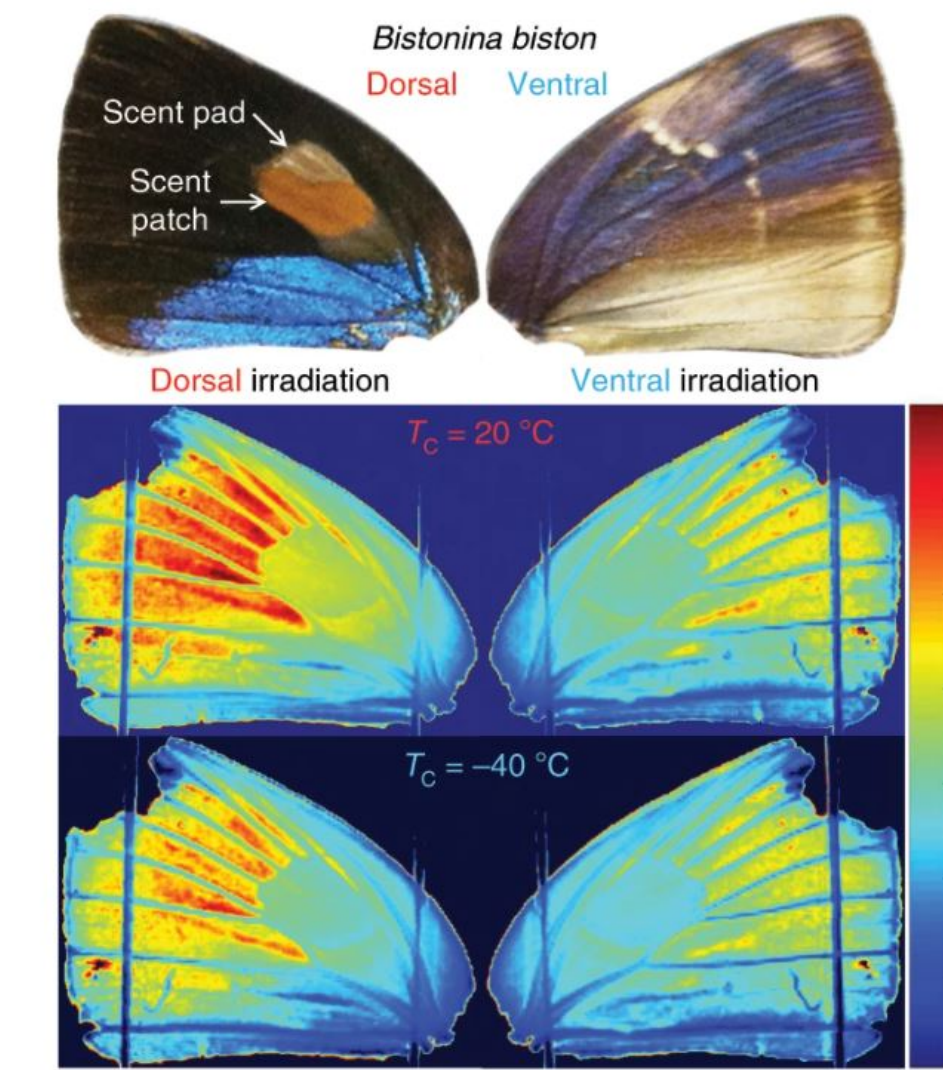 Bistonina biston
Dorsal Ventral
Scent pad
Scent
patch
Dorsal irradiation
Ventral irradiation
T_C = 20 °C
T_C = –40 °C